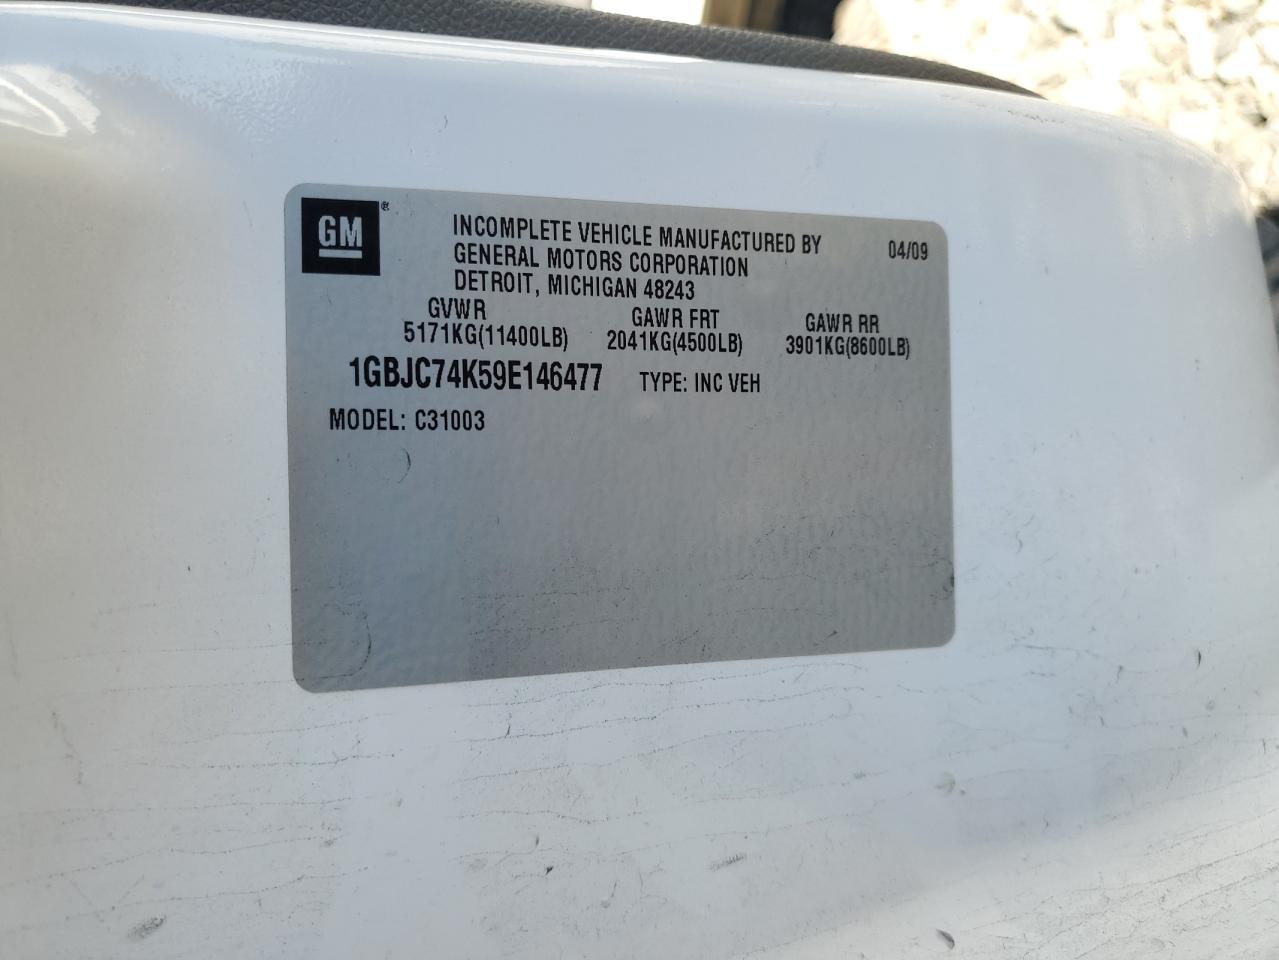 GM®
INCOMPLETE VEHICLE MANUFACTURED BY 04/09
GENERAL MOTORS CORPORATION
DETROIT, MICHIGAN 48243
GVWR GAWR FRT GAWR RR
5171KG(11400LB) 2041KG(4500LB) 3901KG(8600LB)
1GBJC74K59E146477 TYPE: INC VEH
MODEL: C31003